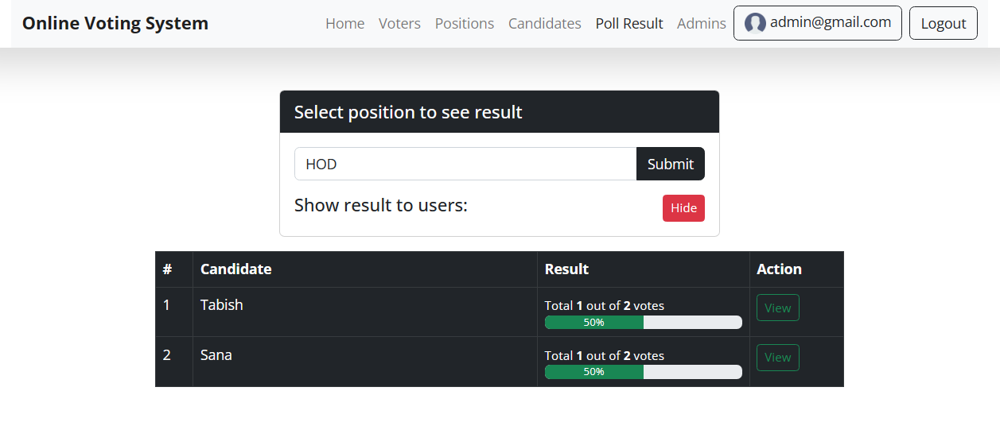 Online Voting System Home Voters Positions Candidates Poll Result Admins admin@gmail.com Logout
Select position to see result
HOD Submit
Show result to users: Hide
# Candidate Result Action
1 Tabish Total 1 out of 2 votes View
50%
2 Sana Total 1 out of 2 votes View
50%